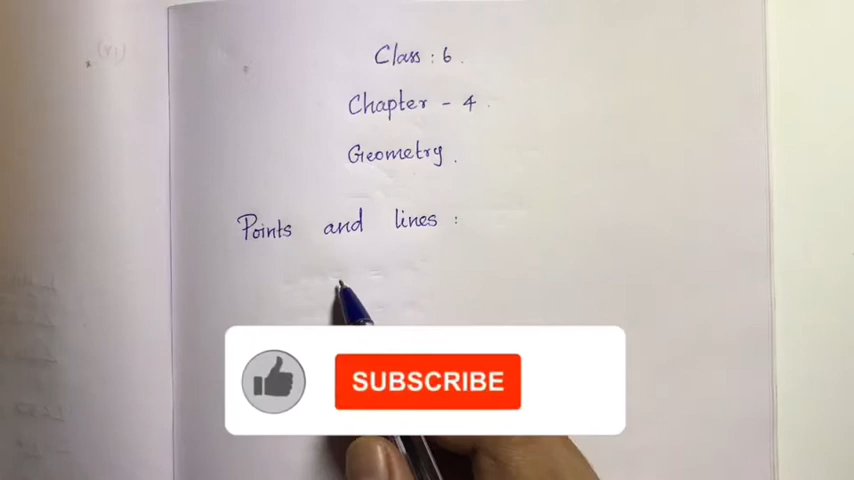 Class : 6.
Chapter - 4.
Geometry.
Points and lines :
SUBSCRIBE